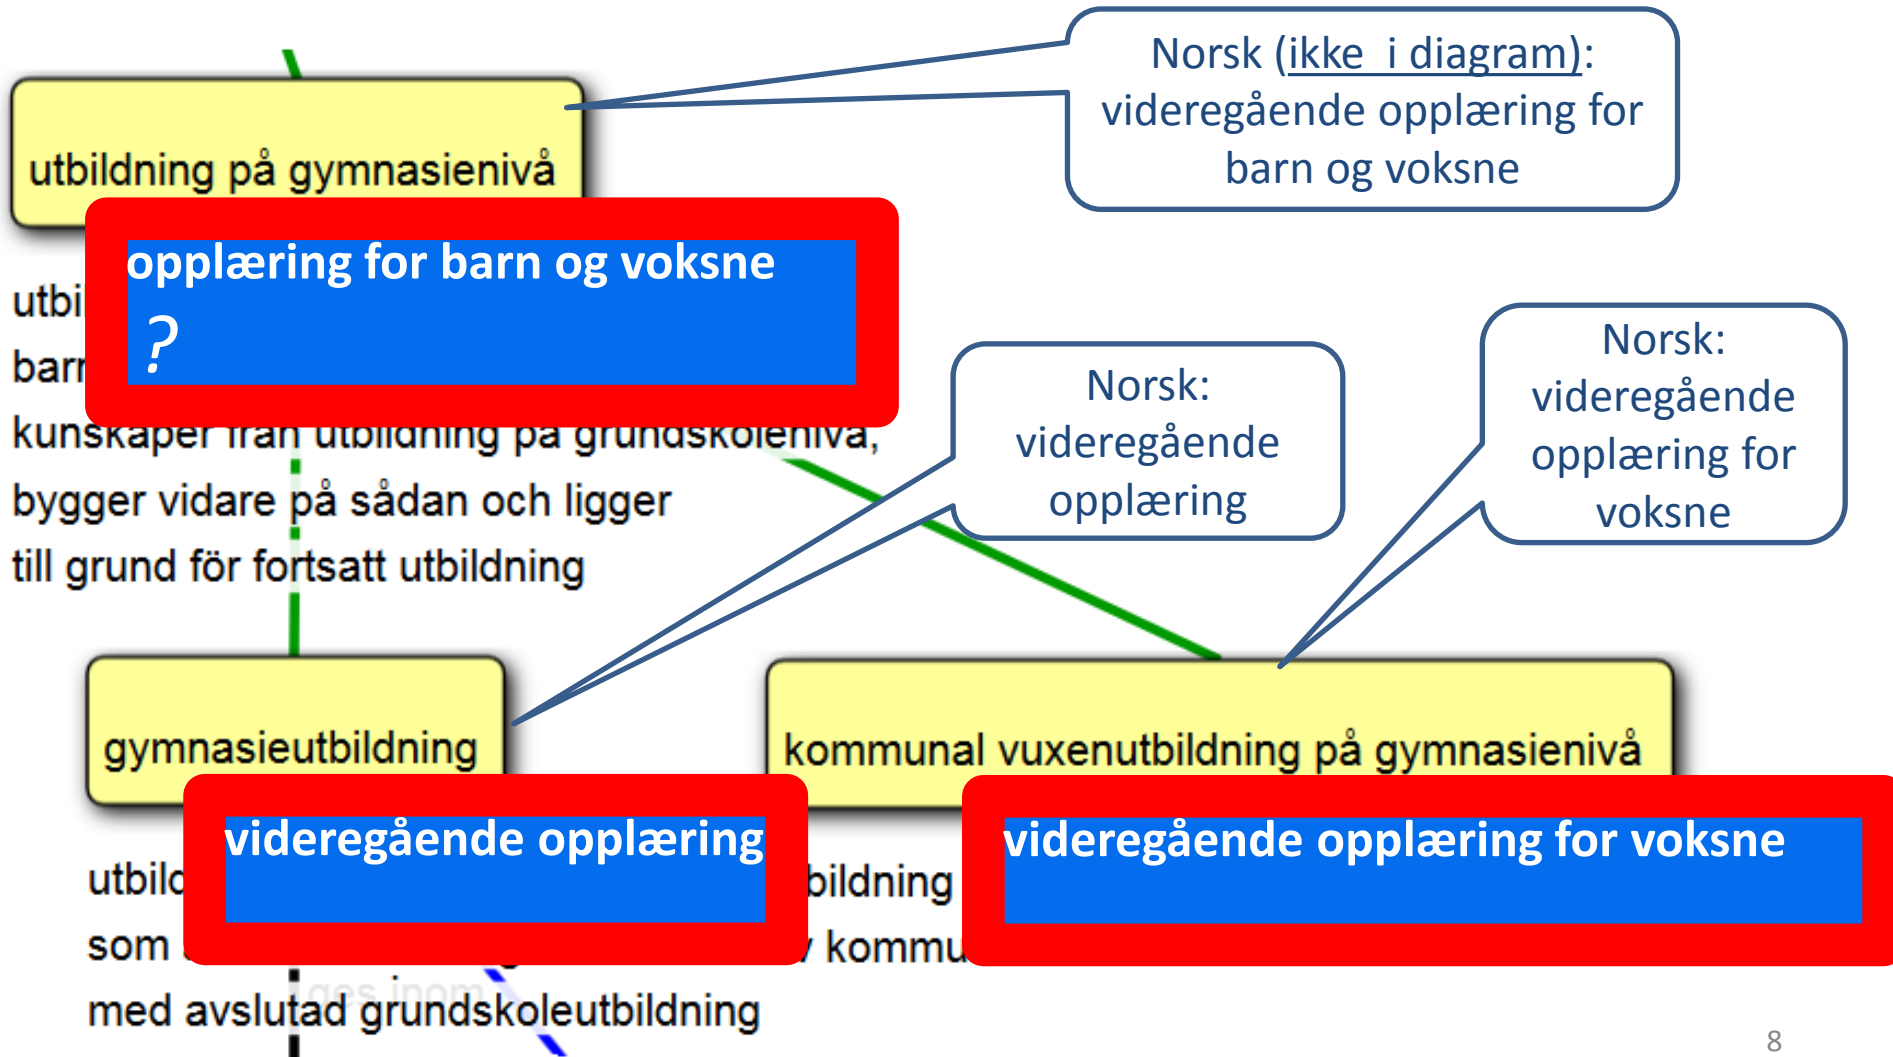 Norsk (ikke i diagram):
videregående opplæring for
barn og voksne
utbildning på gymnasienivå
opplæring for barn og voksne
?
kunskaper från utbildning på grundskolenivå,
bygger vidare på sådan och ligger
till grund för fortsatt utbildning
Norsk:
videregående
opplæring
Norsk:
videregående
opplæring for
voksne
gymnasieutbildning
kommunal vuxenutbildning på gymnasienivå
videregående opplæring
videregående opplæring for voksne
som
ges inom
med avslutad grundskoleutbildning
8